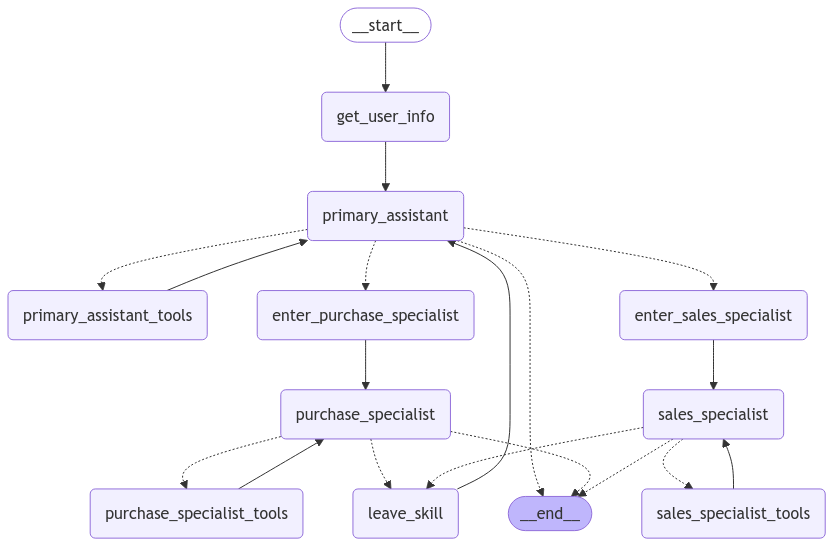 __start__
get_user_info
primary_assistant
primary_assistant_tools
enter_purchase_specialist
enter_sales_specialist
purchase_specialist
sales_specialist
purchase_specialist_tools
leave_skill
__end__
sales_specialist_tools